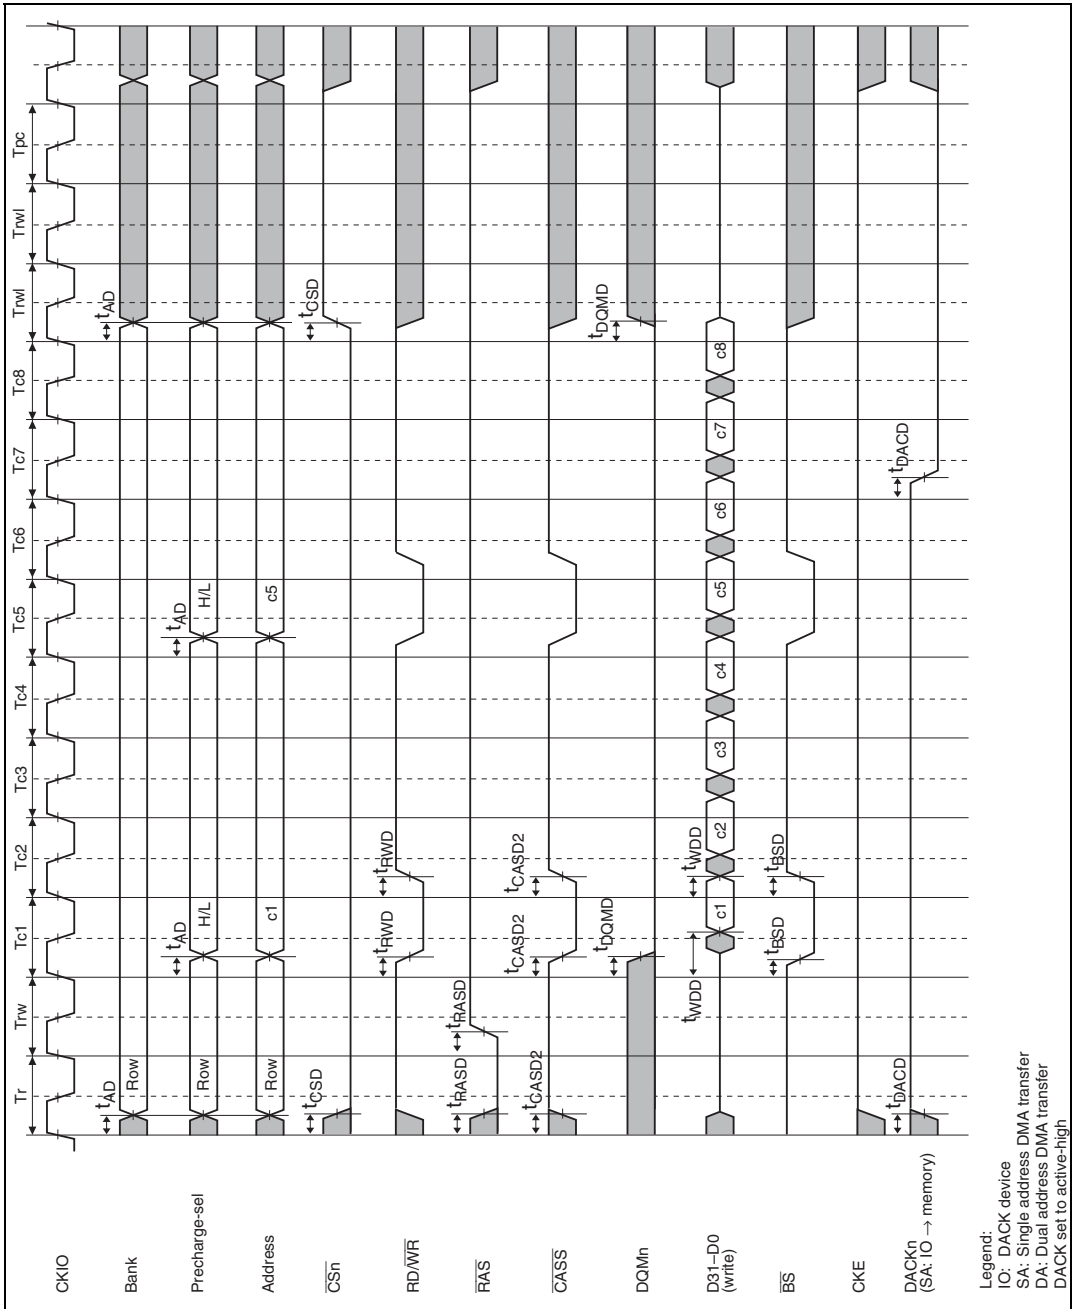 Tr
Trw
Tc1
Tc2
Tc3
Tc4
Tc5
Tc6
Tc7
Tc8
Trwl
Trwl
Tpc
CKIO
Bank
tAD
Row
tAD
Precharge-sel
Row
tAD
H/L
tAD
H/L
Address
Row
c1
c5
CSn
tCSD
tCSD
RD/WR
tRWD
tRWD
RAS
tRASD
tRASD
CASS
tCASD2
tCASD2
tCASD2
DQMn
tDQMD
tDQMD
D31–D0
(write)
tWDD
tWDD
c1
c2
c3
c4
c5
c6
c7
c8
BS
tBSD
tBSD
CKE
DACKn
(SA: IO → memory)
tDACD
tDACD
Legend:
IO: DACK device
SA: Single address DMA transfer
DA: Dual address DMA transfer
DACK set to active-high